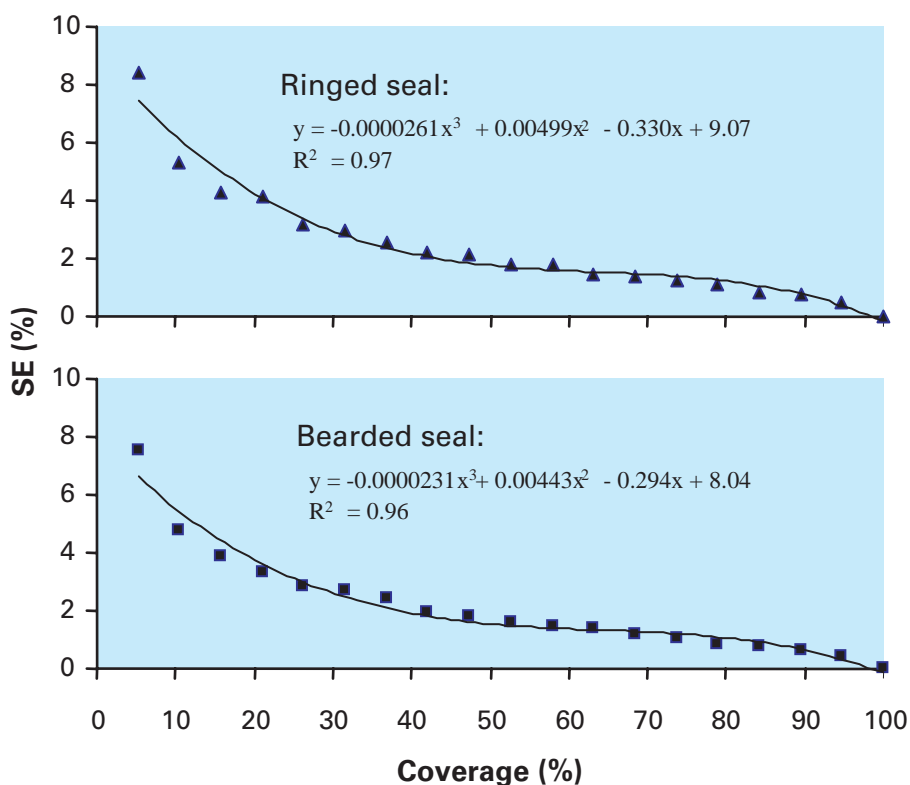 10
8
6
4
2
0
Ringed seal:
y = -0.0000261x³ + 0.00499x² - 0.330x + 9.07
R² = 0.97
SE (%)
10
8
6
4
2
0
Bearded seal:
y = -0.0000231x³+ 0.00443x² - 0.294x + 8.04
R² = 0.96
0 10 20 30 40 50 60 70 80 90 100
Coverage (%)